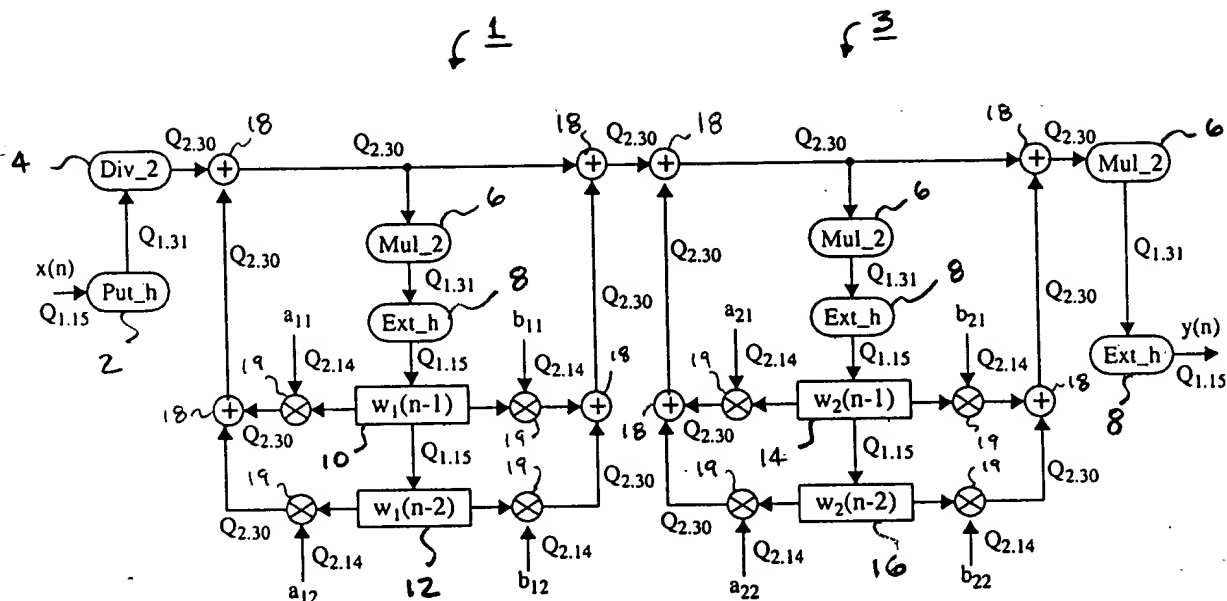 1 3
18 18 18 18
Q2.30 Q2.30 Q2.30 Q2.30 Q2.30 6
4 Div_2 Mul_2
6 6
Q1.31 Q2.30 Mul_2 Q2.30 Mul_2 Q1.31
x(n) Q1.31 Q2.30 Q1.31 Q2.30
Put_h 8 8
Q1.15 a11 Ext_h b11 a21 Ext_h b21 Ext_h y(n)
2 Q2.14 Q1.15 Q2.14 Q2.14 Q1.15 Q2.14 Q1.15
19 18 19 8
18 w1(n-1) 18 w2(n-1) 18
Q2.30 10 19 Q2.30 14 19
19 Q1.15 19 19 Q1.15 19
w1(n-2) Q2.30 w2(n-2) Q2.30
Q2.30 Q2.14 Q2.14 Q2.30 Q2.14 Q2.14
a12 12 b12 a22 16 b22